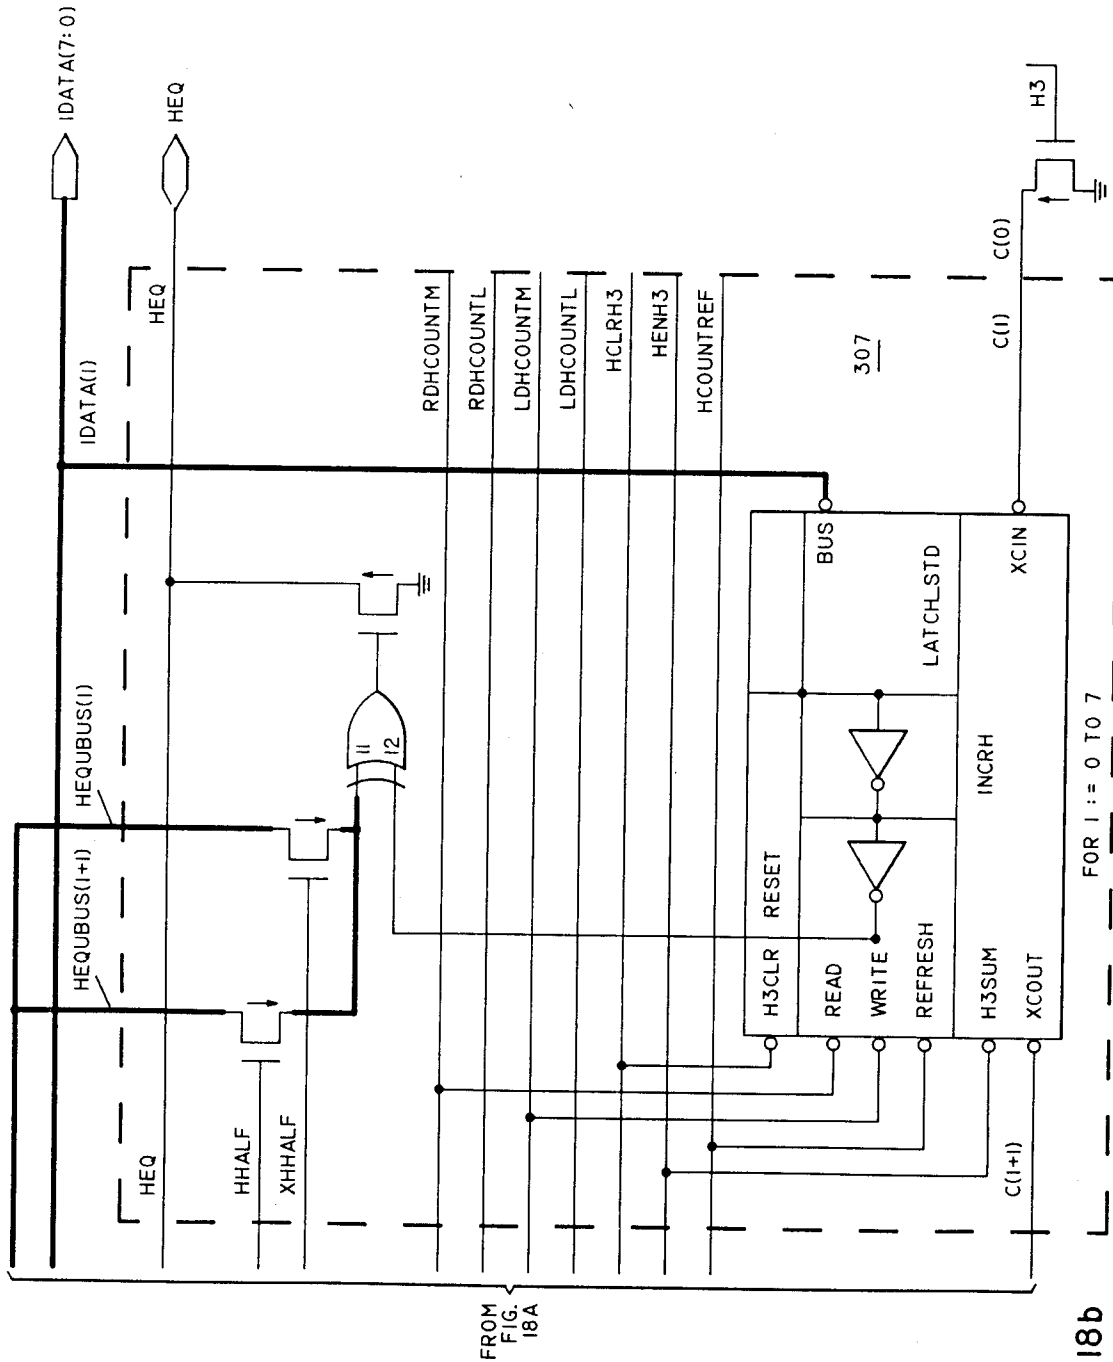 IDATA(7:0)
HEQ
H3
IDATA(I)
HEQ
HEQUBUS(I)
HEQUBUS(I+1)
HEQ
HHALF
XHHALF
I1
I2
RDHCOUNTM
RDHCOUNTL
LDHCOUNTM
LDHCOUNTL
HCLRH3
HENH3
HCOUNTREF
307
C(I)
C(0)
H3CLR
RESET
READ
WRITE
REFRESH
BUS
LATCH_STD
H3SUM
INCRH
XCOUT
XCIN
C(I+1)
FOR I := 0 TO 7
FROM
FIG.
18A
18b